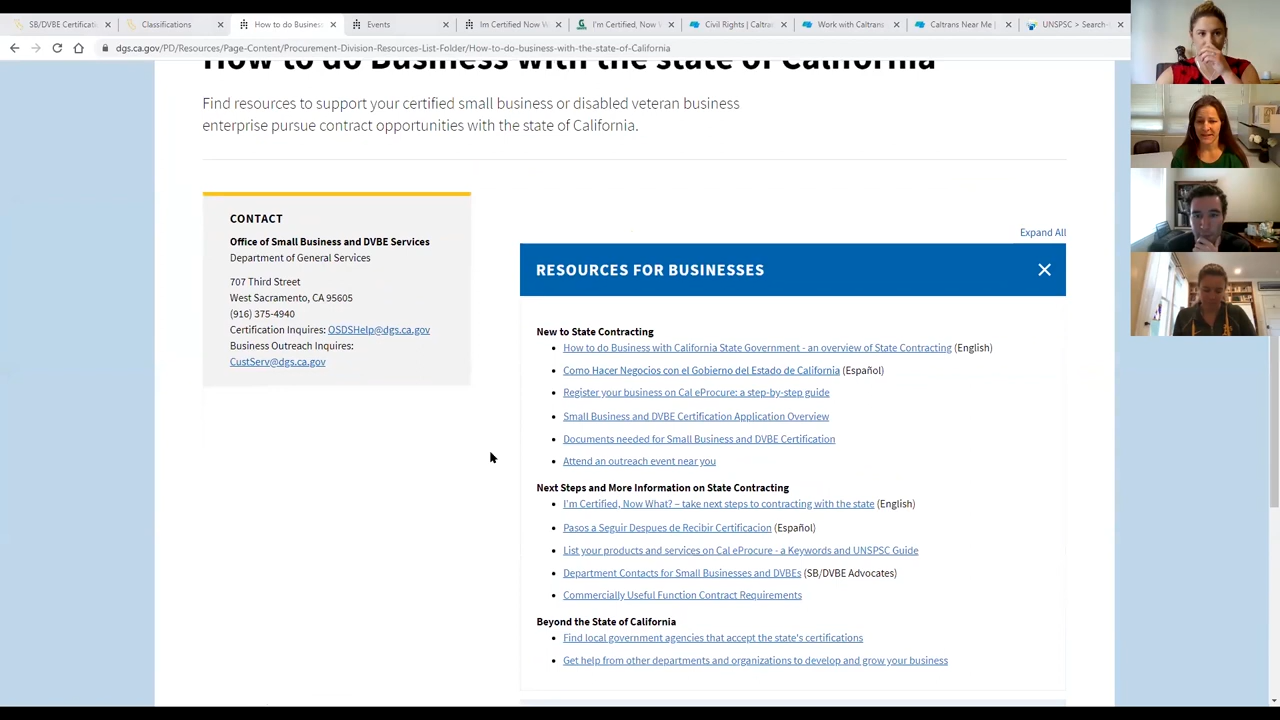 SB/DVBE Certificat
Classifications
How to do Business
Events
Im Certified Now W
I'm Certified, Now
Civil Rights | Caltra
Work with Caltrans
Caltrans Near Me |
UNSPSC > Search-
dgs.ca.gov/PD/Resources/Page-Content/Procurement-Division-Resources-List-Folder/How-to-do-business-with-the-state-of-California
How to do Business with the state of California
Find resources to support your certified small business or disabled veteran business
enterprise pursue contract opportunities with the state of California.
CONTACT
Office of Small Business and DVBE Services
Department of General Services
707 Third Street
West Sacramento, CA 95605
(916) 375-4940
Certification Inquires: OSDSHelp@dgs.ca.gov
Business Outreach Inquires:
CustServ@dgs.ca.gov
Expand All
RESOURCES FOR BUSINESSES
New to State Contracting
How to do Business with California State Government - an overview of State Contracting (English)
Como Hacer Negocios con el Gobierno del Estado de California (Español)
Register your business on Cal eProcure: a step-by-step guide
Small Business and DVBE Certification Application Overview
Documents needed for Small Business and DVBE Certification
Attend an outreach event near you
Next Steps and More Information on State Contracting
I'm Certified, Now What? – take next steps to contracting with the state (English)
Pasos a Seguir Despues de Recibir Certificacion (Español)
List your products and services on Cal eProcure - a Keywords and UNSPSC Guide
Department Contacts for Small Businesses and DVBEs (SB/DVBE Advocates)
Commercially Useful Function Contract Requirements
Beyond the State of California
Find local government agencies that accept the state's certifications
Get help from other departments and organizations to develop and grow your business